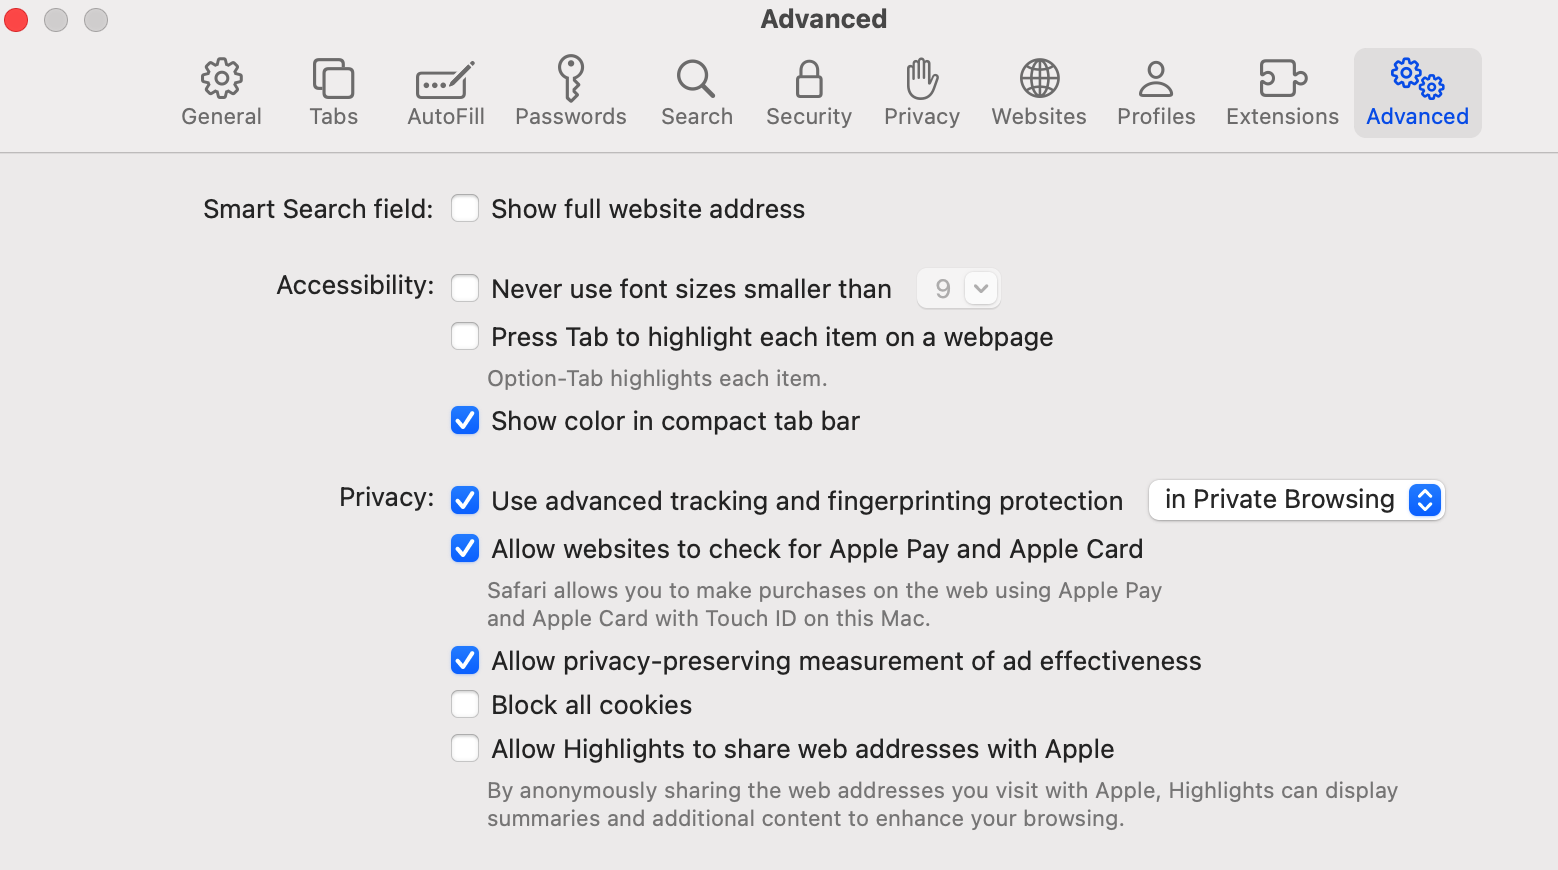 Advanced
General Tabs AutoFill Passwords Search Security Privacy Websites Profiles Extensions Advanced
Smart Search field: Show full website address
Accessibility: Never use font sizes smaller than 9
Press Tab to highlight each item on a webpage
Option-Tab highlights each item.
Show color in compact tab bar
Privacy: Use advanced tracking and fingerprinting protection in Private Browsing
Allow websites to check for Apple Pay and Apple Card
Safari allows you to make purchases on the web using Apple Pay
and Apple Card with Touch ID on this Mac.
Allow privacy-preserving measurement of ad effectiveness
Block all cookies
Allow Highlights to share web addresses with Apple
By anonymously sharing the web addresses you visit with Apple, Highlights can display
summaries and additional content to enhance your browsing.